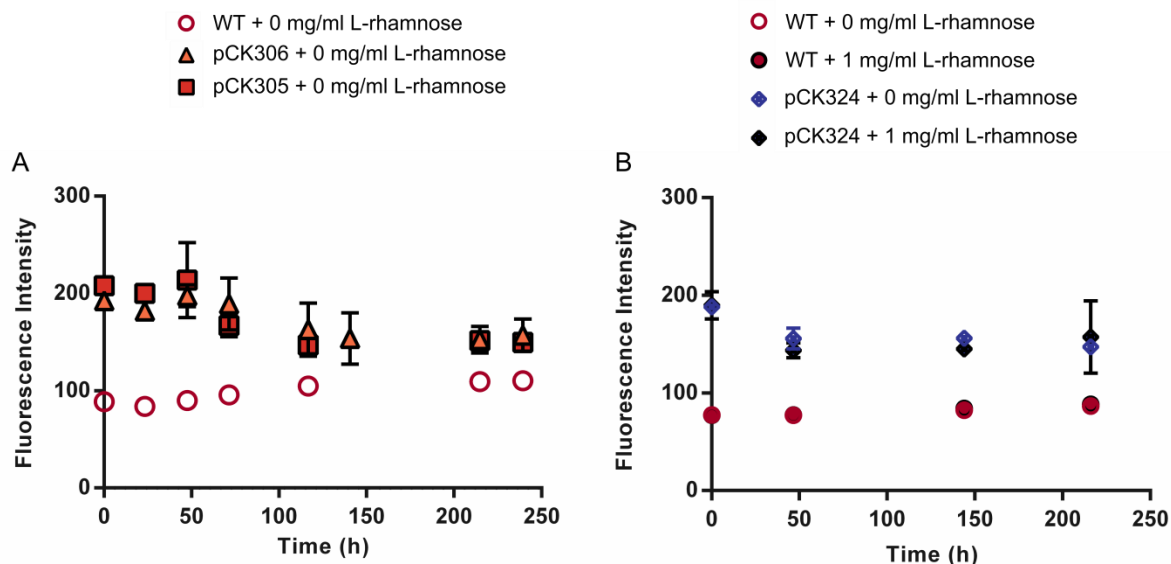 WT + 0 mg/ml L-rhamnose
pCK306 + 0 mg/ml L-rhamnose
pCK305 + 0 mg/ml L-rhamnose
A
300
200
100
0
Fluorescence Intensity
0 50 100 150 200 250
Time (h)
WT + 0 mg/ml L-rhamnose
WT + 1 mg/ml L-rhamnose
pCK324 + 0 mg/ml L-rhamnose
pCK324 + 1 mg/ml L-rhamnose
B
300
200
100
0
Fluorescence Intensity
0 50 100 150 200 250
Time (h)